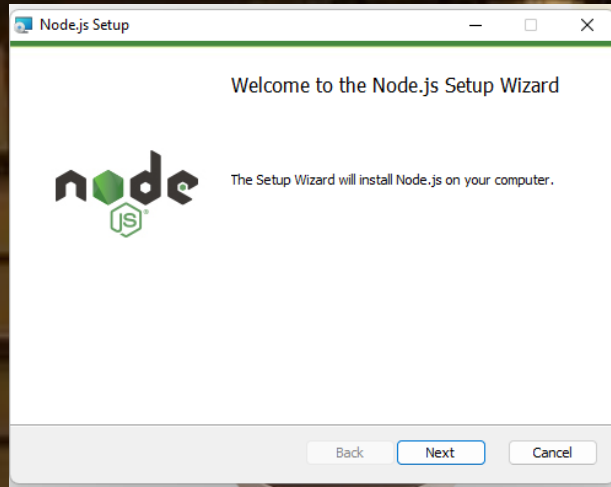 Node.js Setup
Welcome to the Node.js Setup Wizard
node
JS®
The Setup Wizard will install Node.js on your computer.
Back
Next
Cancel